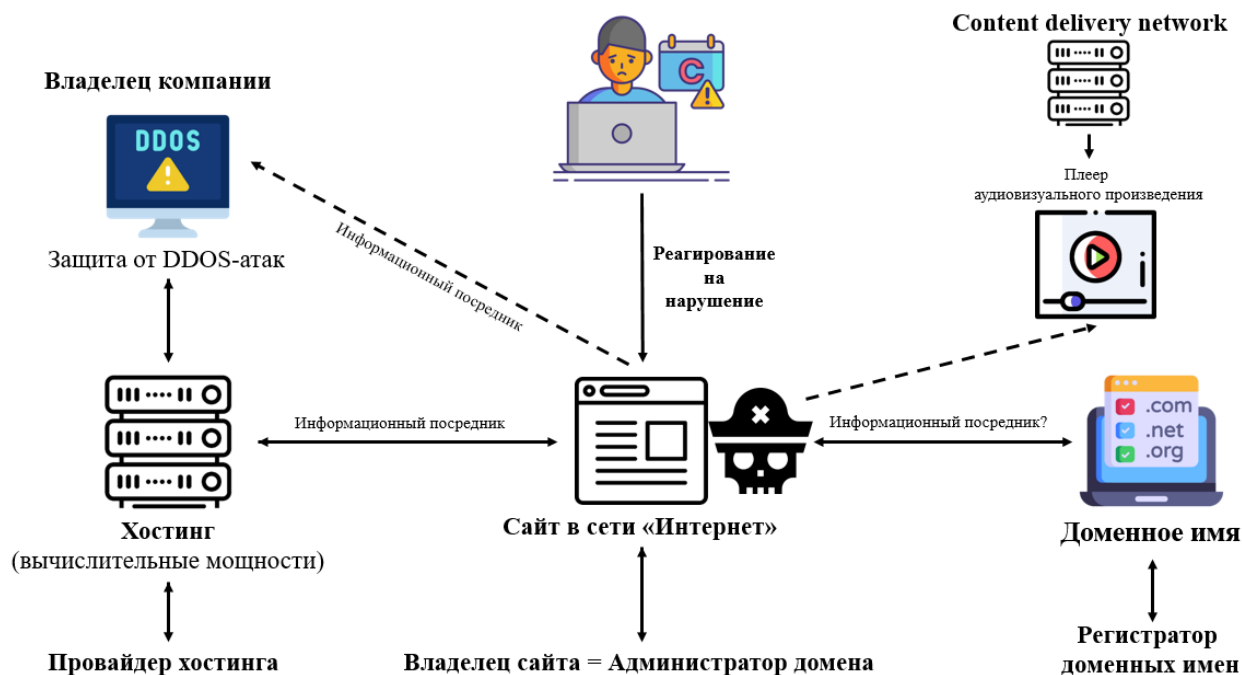 Content delivery network
Владелец компании
DDOS
C
Плеер
аудиовизуального произведения
Защита от DDOS-атак
Информационный посредник
Реагирование
на
нарушение
Информационный посредник
Информационный посредник?
.com
.net
.org
Хостинг
(вычислительные мощности)
Сайт в сети «Интернет»
Доменное имя
Провайдер хостинга
Владелец сайта = Администратор домена
Регистратор
доменных имен